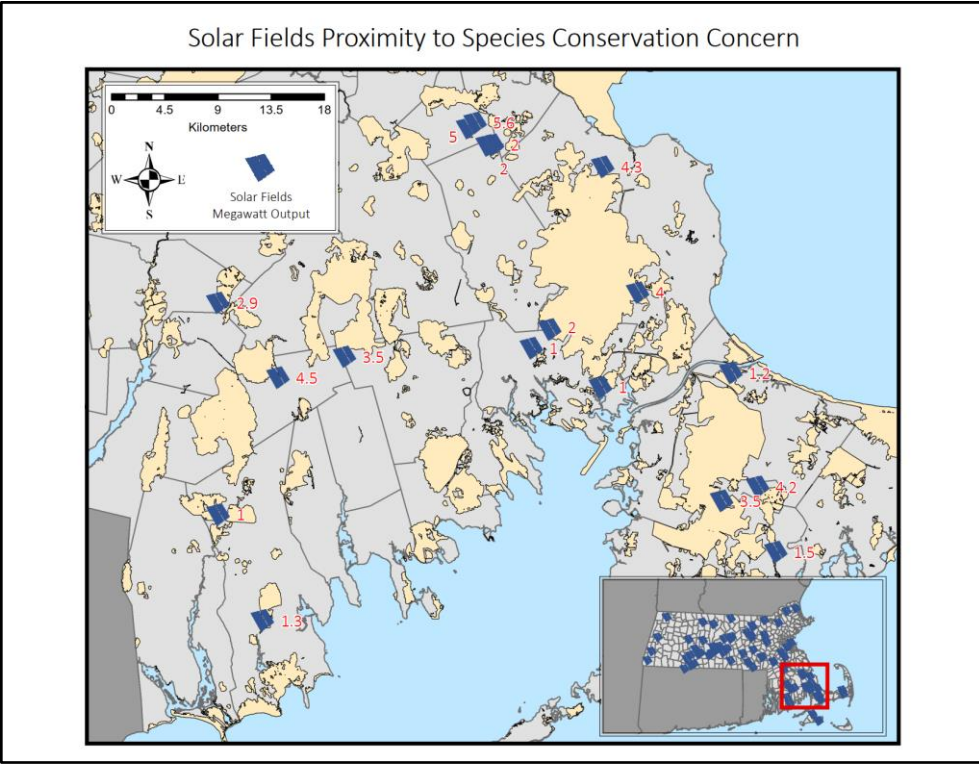 Solar Fields Proximity to Species Conservation Concern
0 4.5 9 13.5 18
Kilometers
N
W E
S
Solar Fields
Megawatt Output
5.6
5
2
2
4.3
4
2.9
2
1
3.5
4.5
1
1.2
4.2
3.5
1
1.5
1.3